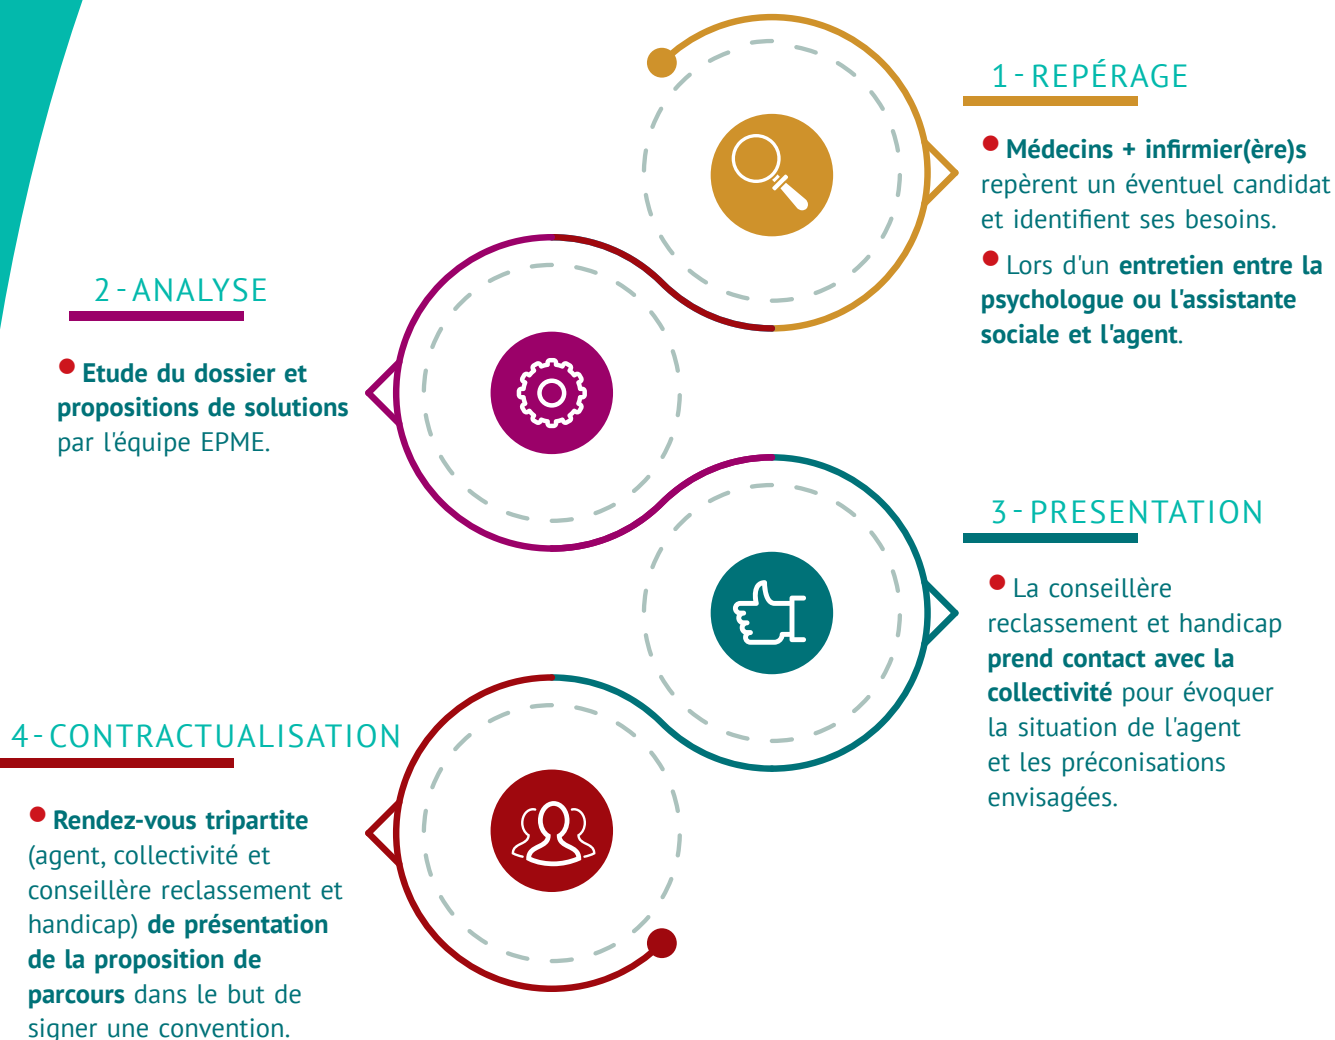 1 - REPÉRAGE
● Médecins + infirmier(ère)s
repèrent un éventuel candidat
et identifient ses besoins.
● Lors d'un entretien entre la
psychologue ou l'assistante
sociale et l'agent.
2 - ANALYSE
● Etude du dossier et
propositions de solutions
par l'équipe EPME.
3 - PRESENTATION
● La conseillère
reclassement et handicap
prend contact avec la
collectivité pour évoquer
la situation de l'agent
et les préconisations
envisagées.
4 - CONTRACTUALISATION
● Rendez-vous tripartite
(agent, collectivité et
conseillère reclassement et
handicap) de présentation
de la proposition de
parcours dans le but de
signer une convention.